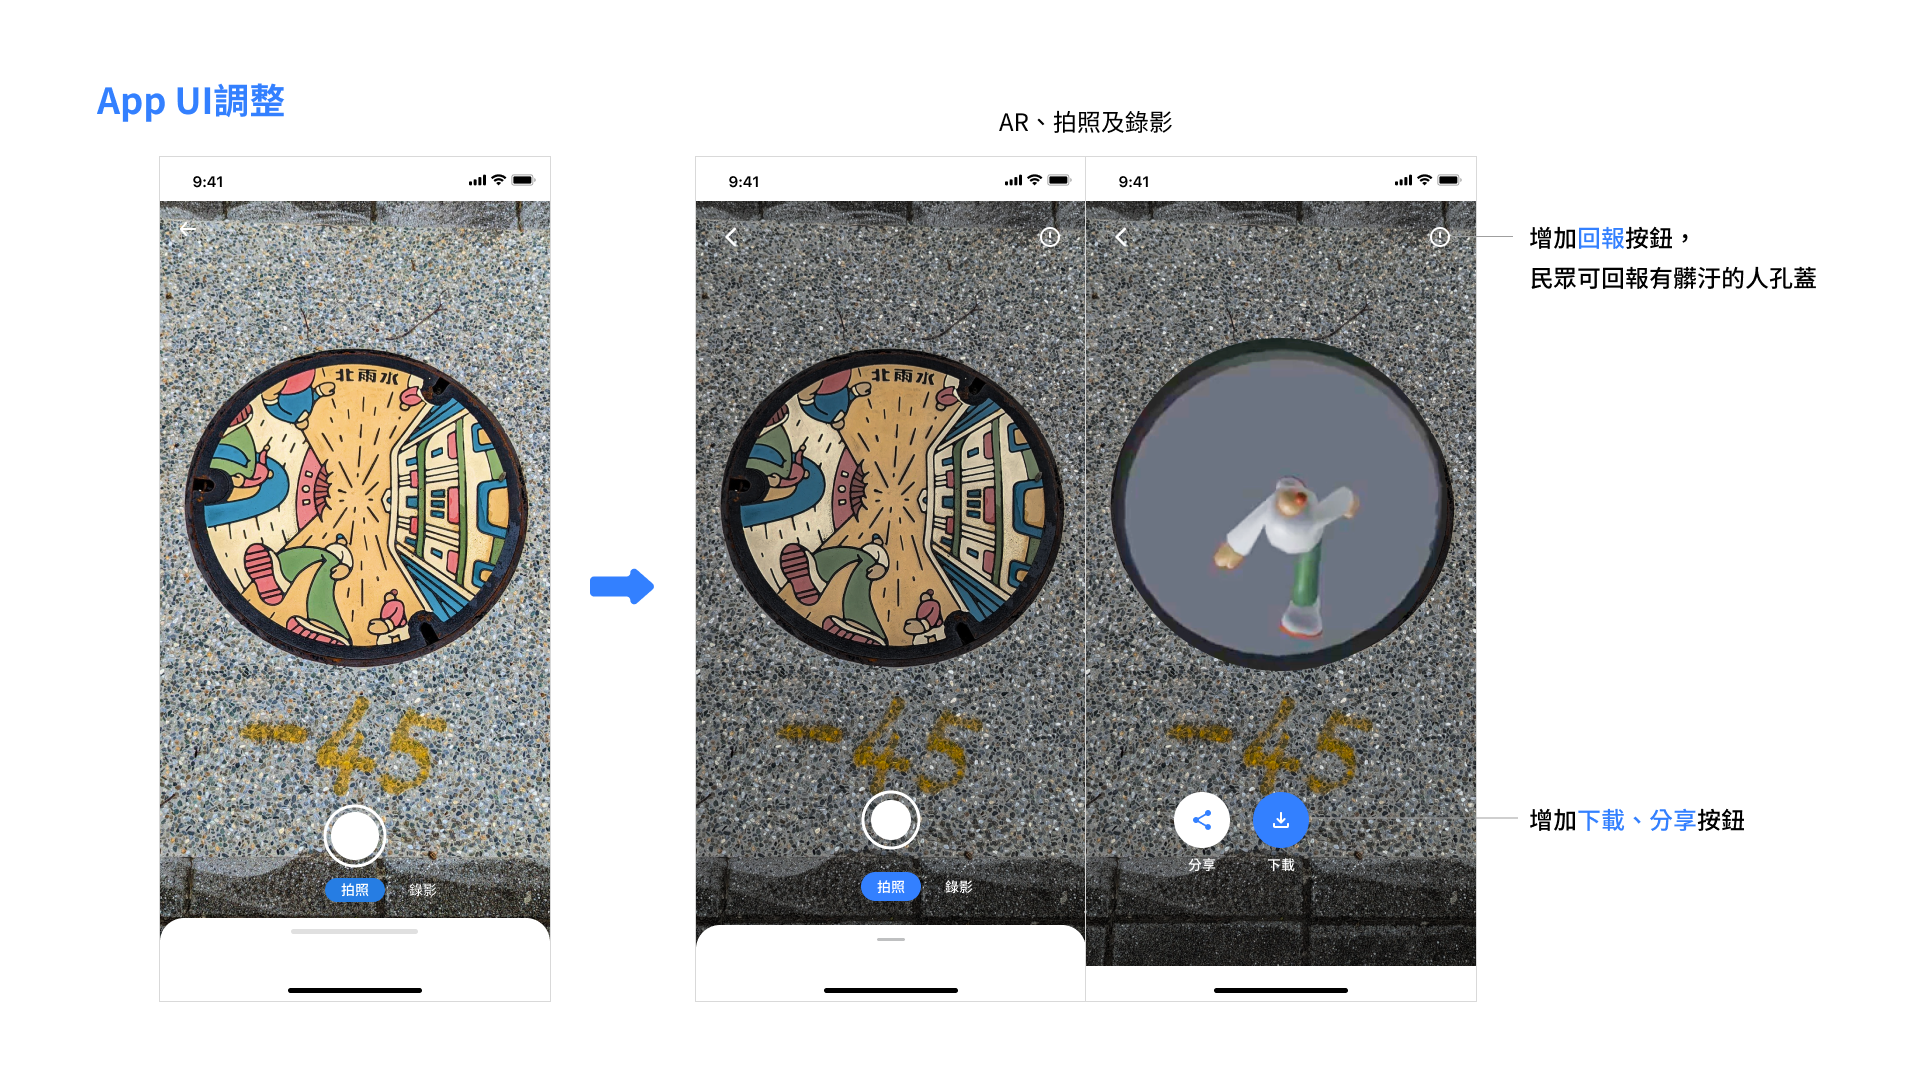 App UI調整
AR、拍照及錄影
9:41
北雨水
-45
拍照 錄影
9:41
北雨水
-45
拍照 錄影
9:41
-45
分享 下載
增加回報按鈕，
民眾可回報有髒汙的人孔蓋
增加下載、分享按鈕